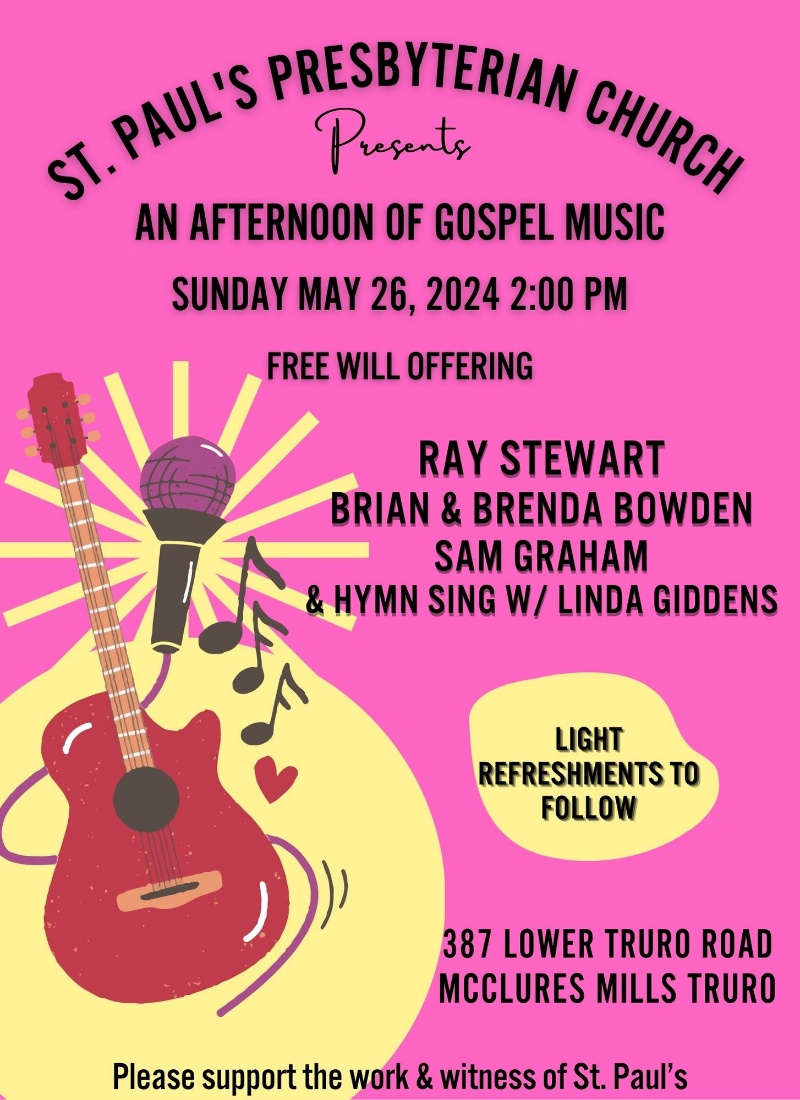 ST. PAUL'S PRESBYTERIAN CHURCH
Presents
AN AFTERNOON OF GOSPEL MUSIC
SUNDAY MAY 26, 2024 2:00 PM
FREE WILL OFFERING
RAY STEWART
BRIAN & BRENDA BOWDEN
SAM GRAHAM
& HYMN SING W/ LINDA GIDDENS
LIGHT
REFRESHMENTS TO
FOLLOW
387 LOWER TRURO ROAD
MCCLURES MILLS TRURO
Please support the work & witness of St. Paul’s